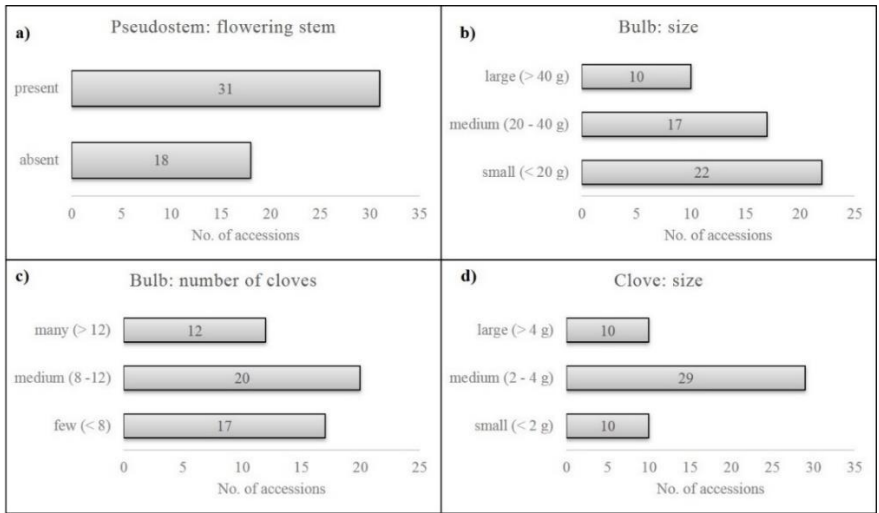 a)
Pseudostem: flowering stem
present
31
absent
18
0 5 10 15 20 25 30 35
No. of accessions
b)
Bulb: size
large (> 40 g)
10
medium (20 - 40 g)
17
small (< 20 g)
22
0 5 10 15 20 25
No. of accessions
c)
Bulb: number of cloves
many (> 12)
12
medium (8 -12)
20
few (< 8)
17
0 5 10 15 20 25
No. of accessions
d)
Clove: size
large (> 4 g)
10
medium (2 - 4 g)
29
small (< 2 g)
10
0 5 10 15 20 25 30 35
No. of accessions